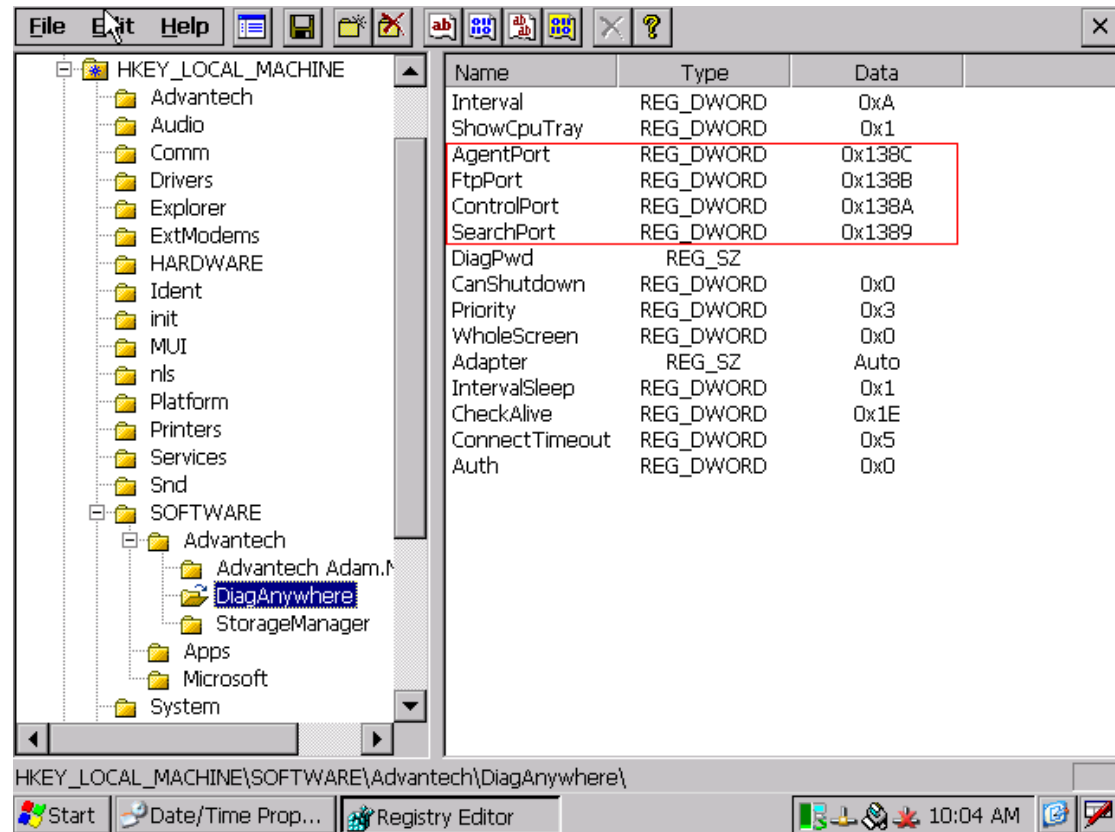 File Edit Help
HKEY_LOCAL_MACHINE
Advantech
Audio
Comm
Drivers
Explorer
ExtModems
HARDWARE
Ident
init
MUI
nls
Platform
Printers
Services
Snd
SOFTWARE
Advantech
Advantech Adam.N
DiagAnywhere
StorageManager
Apps
Microsoft
System
Name Type Data
Interval REG_DWORD 0xA
ShowCpuTray REG_DWORD 0x1
AgentPort REG_DWORD 0x138C
FtpPort REG_DWORD 0x138B
ControlPort REG_DWORD 0x138A
SearchPort REG_DWORD 0x1389
DiagPwd REG_SZ
CanShutdown REG_DWORD 0x0
Priority REG_DWORD 0x3
WholeScreen REG_DWORD 0x0
Adapter REG_SZ Auto
IntervalSleep REG_DWORD 0x1
CheckAlive REG_DWORD 0x1E
ConnectTimeout REG_DWORD 0x5
Auth REG_DWORD 0x0
HKEY_LOCAL_MACHINE\SOFTWARE\Advantech\DiagAnywhere\
Start Date/Time Prop... Registry Editor 10:04 AM